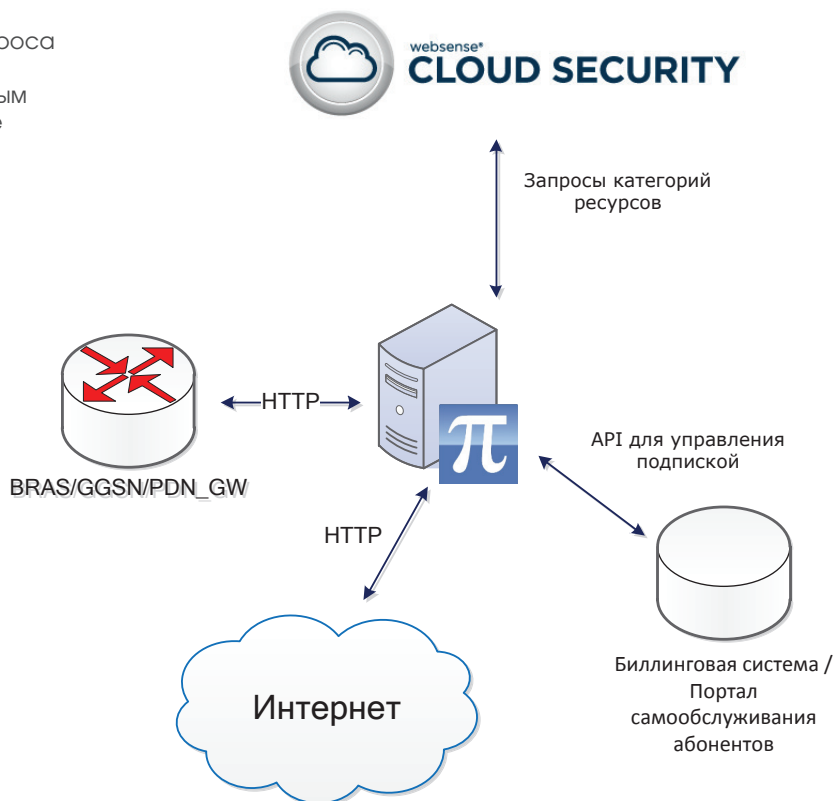 websense®
CLOUD SECURITY
Запросы категорий
ресурсов
HTTP
BRAS/GGSN/PDN_GW
π
API для управления
подпиской
HTTP
Интернет
Биллинговая система /
Портал
самообслуживания
абонентов